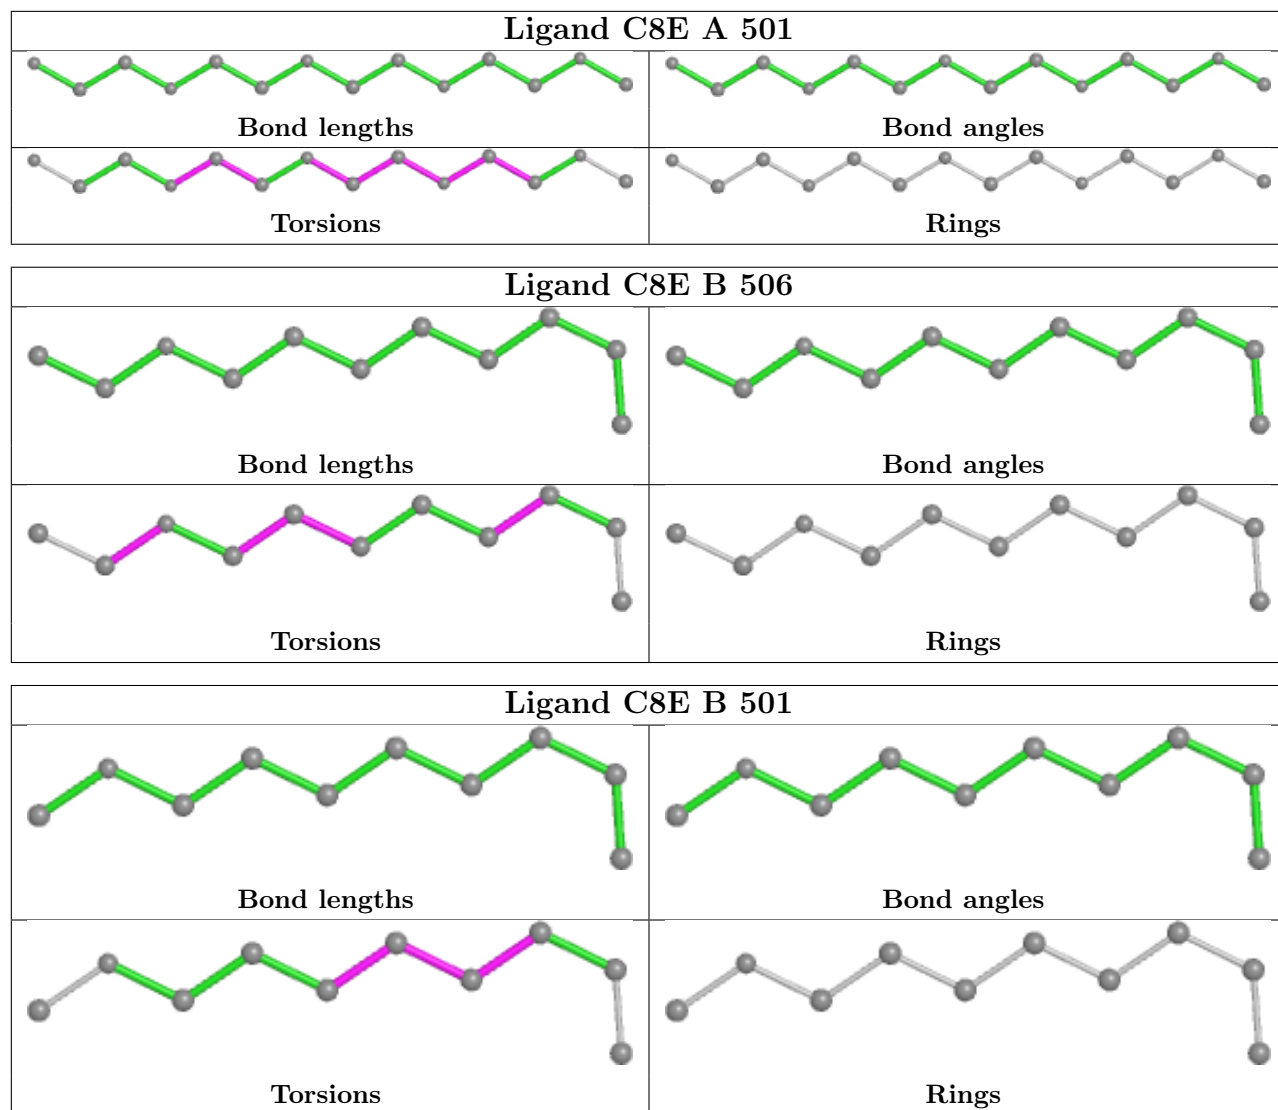 Ligand C8E A 501
Bond lengths
Bond angles
Torsions
Rings
Ligand C8E B 506
Bond lengths
Bond angles
Torsions
Rings
Ligand C8E B 501
Bond lengths
Bond angles
Torsions
Rings